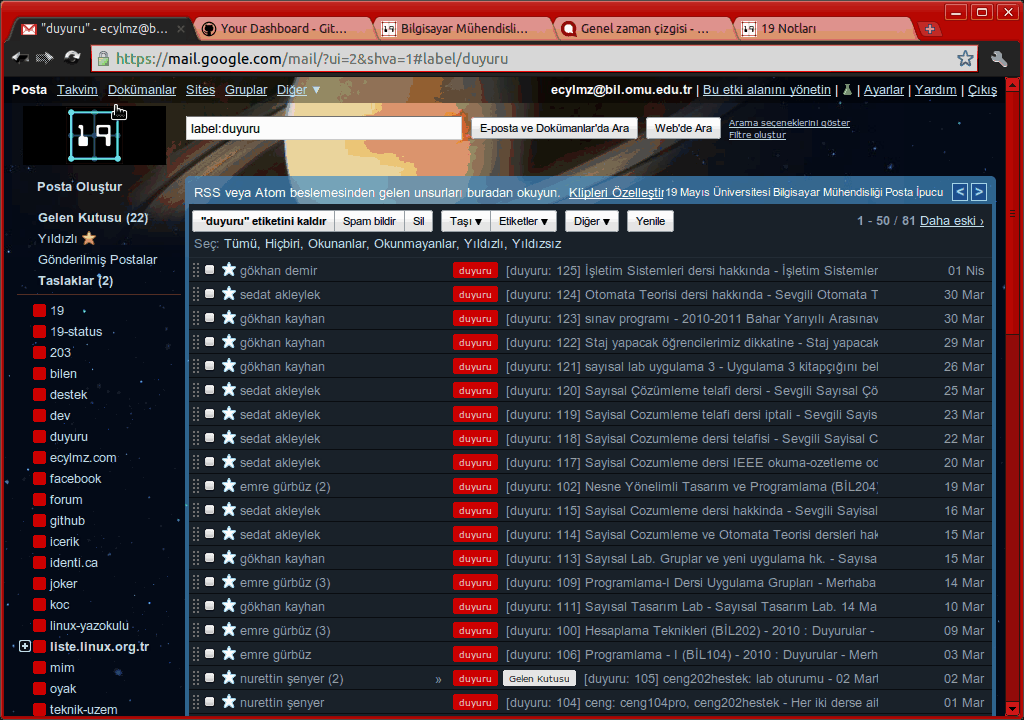 "duyuru" - ecylmz@b...
Your Dashboard - Git...
Bilgisayar Mühendisli...
Genel zaman çizgisi - ...
19 Notları
https://mail.google.com/mail/?ui=2&shva=1#label/duyuru
Posta Takvim Dokümanlar Sites Gruplar Diğer ▼
ecylmz@bil.omu.edu.tr | Bu etki alanını yönetin | | Ayarlar | Yardım | Çıkış
19
label:duyuru
E-posta ve Dokümanlar'da Ara
Web'de Ara
Arama seçeneklerini göster
Filtre oluştur
Posta Oluştur
Gelen Kutusu (22)
Yıldızlı
Gönderilmiş Postalar
Taslaklar (2)
19
19-status
203
bilen
destek
dev
duyuru
ecylmz.com
facebook
forum
github
icerik
identi.ca
joker
koc
linux-yazokulu
liste.linux.org.tr
mim
oyak
teknik-uzem
RSS veya Atom beslemesinden gelen unsurları buradan okuyun. Klipleri Özelleştir 19 Mayıs Üniversitesi Bilgisayar Mühendisliği Posta İpucu < >
"duyuru" etiketini kaldır Spam bildir Sil Taşı ▼ Etiketler ▼ Diğer ▼ Yenile 1 - 50 / 81 Daha eski ›
Seç: Tümü, Hiçbiri, Okunanlar, Okunmayanlar, Yıldızlı, Yıldızsız
gökhan demir duyuru [duyuru: 125] İşletim Sistemleri dersi hakkında - İşletim Sistemler 01 Nis
sedat akleylek duyuru [duyuru: 124] Otomata Teorisi dersi hakkında - Sevgili Otomata T 30 Mar
gökhan kayhan duyuru [duyuru: 123] sınav programı - 2010-2011 Bahar Yarıyılı Arasınav 30 Mar
gökhan kayhan duyuru [duyuru: 122] Staj yapacak öğrencilerimiz dikkatine - Staj yapacak 29 Mar
gökhan kayhan duyuru [duyuru: 121] sayısal lab uygulama 3 - Uygulama 3 kitapçığını bel 26 Mar
sedat akleylek duyuru [duyuru: 120] Sayısal Çözümleme telafi dersi - Sevgili Sayısal Çö 25 Mar
sedat akleylek duyuru [duyuru: 119] Sayisal Cozumleme telafi dersi iptali - Sevgili Sayis 23 Mar
sedat akleylek duyuru [duyuru: 118] Sayisal Cozumleme dersi telafisi - Sevgili Sayisal C 22 Mar
sedat akleylek duyuru [duyuru: 117] Sayisal Cozumleme dersi IEEE okuma-ozetleme od 20 Mar
emre gürbüz (2) duyuru [duyuru: 102] Nesne Yönelimli Tasarım ve Programlama (BİL204) 19 Mar
sedat akleylek duyuru [duyuru: 115] Sayisal Cozumleme dersi hakkinda - Sevgili Sayisal 16 Mar
sedat akleylek duyuru [duyuru: 114] Sayisal Cozumleme ve Otomata Teorisi dersleri hak 15 Mar
gökhan kayhan duyuru [duyuru: 113] Sayısal Lab. Gruplar ve yeni uygulama hk. - Sayısa 15 Mar
emre gürbüz (3) duyuru [duyuru: 109] Programlama-I Dersi Uygulama Grupları - Merhaba 14 Mar
gökhan kayhan duyuru [duyuru: 111] Sayısal Tasarım Lab - Sayısal Tasarım Lab. 14 Ma 10 Mar
emre gürbüz (3) duyuru [duyuru: 100] Hesaplama Teknikleri (BİL202) - 2010 : Duyurular - 09 Mar
emre gürbüz duyuru [duyuru: 106] Programlama - I (BİL104) - 2010 : Duyurular - Merh 03 Mar
nurettin şenyer (2) » duyuru Gelen Kutusu [duyuru: 105] ceng202hestek: lab oturumu - 02 Mart 02 Mar
nurettin şenyer duyuru [duyuru: 104] ceng: ceng104pro, ceng202hestek - Her iki derse ait 01 Mar